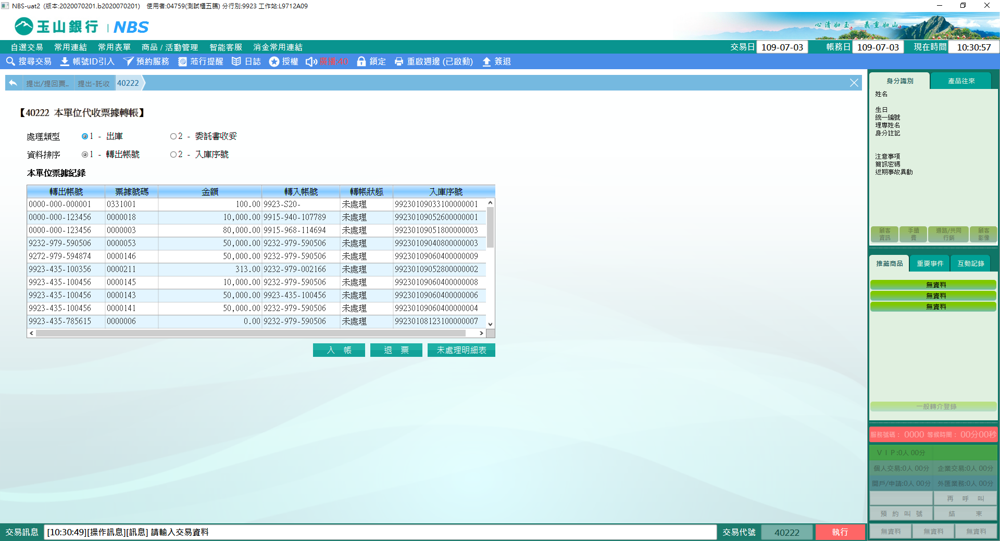 NBS-uat2 (版本:2020070201.b2020070201) 使用者:04759(測試櫃五騰) 分行別:9923 工作站:L9712A09
玉山銀行 | NBS
心清如玉。義重如山。
自選交易 常用連結 常用表單 商品 / 活動管理 智能客服 消金常用連結
交易日 109-07-03 帳務日 109-07-03 現在時間 10:30:57
搜尋交易 帳號ID引入 預約服務 蒞行提醒 日誌 授權 廣播:40 鎖定 重啟週邊 (已啟動) 簽退
提出/提回票.. 提出-託收 40222
【40222 本單位代收票據轉帳】
處理類型 1 - 出庫 2 - 委託書收妥
資料排序 1 - 轉出帳號 2 - 入庫序號
本單位票據紀錄
轉出帳號 票據號碼 金額 轉入帳號 轉帳狀態 入庫序號
0000-000-000001 0331001 100.00 9923-S20- 未處理 99230109033100000001
0000-000-123456 0000018 10,000.00 9915-940-107789 未處理 99230109052600000001
0000-000-123456 0000003 80,000.00 9915-968-114694 未處理 99230109051800000003
9232-979-590506 0000053 50,000.00 9232-979-590506 未處理 99230109040800000003
9272-979-594874 0000146 50,000.00 9232-979-590506 未處理 99230109060400000009
9923-435-100356 0000211 313.00 9232-979-002166 未處理 99230109052800000002
9923-435-100456 0000145 10,000.00 9232-979-590506 未處理 99230109060400000008
9923-435-100456 0000143 50,000.00 9923-435-100456 未處理 99230109060400000006
9923-435-100456 0000141 50,000.00 9232-979-590506 未處理 99230109060400000004
9923-435-785615 0000006 0.00 9232-979-590506 未處理 99230108123100000007
入 帳 退 票 未處理明細表
身分識別 產品往來
姓名
生日
統一編號
理專姓名
身分註記
注意事項
簡訊密碼
近期事故異動
顧客資訊 手續費 通路/共同行銷 顧客影像
推薦商品 重要事件 互動記錄
無資料
無資料
無資料
一般轉介登錄
服務號碼: 0000 等候時間: 00分00秒
ＶＩＰ:0人 00分
個人交易:0人 00分 企業交易:0人 00分
開戶/申請:0人 00分 外匯業務:0人 00分
再 呼 叫
預 約 叫 號 結 束
無資料 無資料 無資料
交易訊息 [10:30:49][操作訊息][訊息] 請輸入交易資料 交易代號 40222 執行